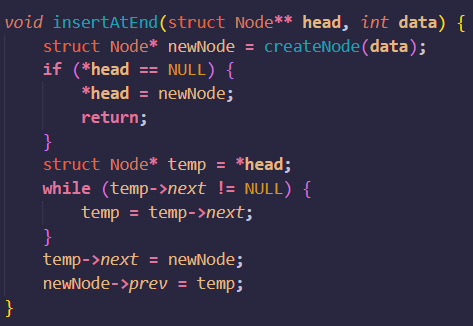 void insertAtEnd(struct Node** head, int data) {
    struct Node* newNode = createNode(data);
    if (*head == NULL) {
        *head = newNode;
        return;
    }
    struct Node* temp = *head;
    while (temp->next != NULL) {
        temp = temp->next;
    }
    temp->next = newNode;
    newNode->prev = temp;
}